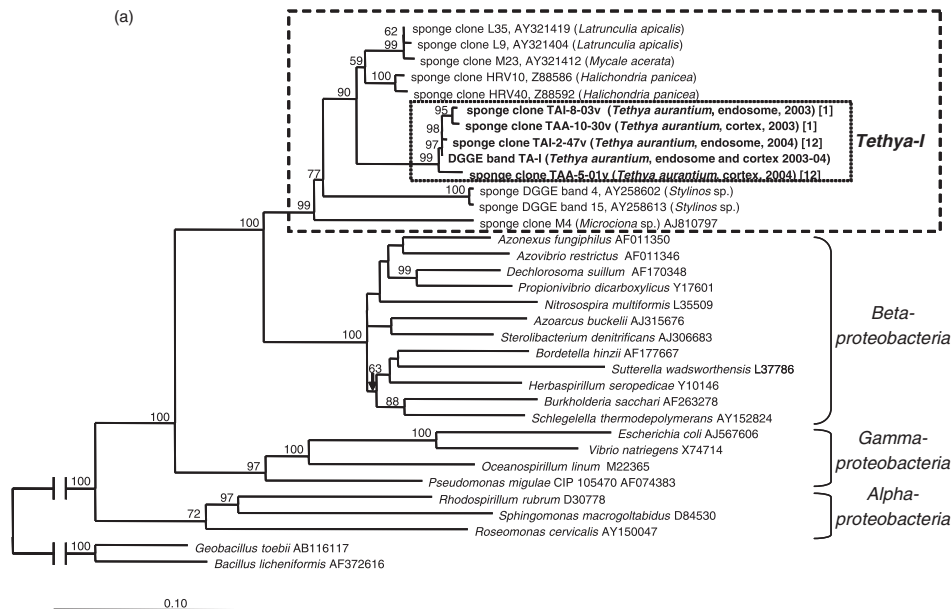 (a)
62
sponge clone L35, AY321419 (Latrunculia apicalis)
99
sponge clone L9, AY321404 (Latrunculia apicalis)
59
sponge clone M23, AY321412 (Mycale acerata)
100
sponge clone HRV10, Z88586 (Halichondria panicea)
90
sponge clone HRV40, Z88592 (Halichondria panicea)
95
sponge clone TAI-8-03v (Tethya aurantium, endosome, 2003) [1]
98
sponge clone TAA-10-30v (Tethya aurantium, cortex, 2003) [1]
97
sponge clone TAI-2-47v (Tethya aurantium, endosome, 2004) [12]
Tethya-I
99
DGGE band TA-I (Tethya aurantium, endosome and cortex 2003-04)
sponge clone TAA-5-01v (Tethya aurantium, cortex, 2004) [12]
77
100
sponge DGGE band 4, AY258602 (Stylinos sp.)
sponge DGGE band 15, AY258613 (Stylinos sp.)
99
sponge clone M4 (Microciona sp.) AJ810797
100
Azonexus fungiphilus AF011350
Azovibrio restrictus AF011346
99
Dechlorosoma suillum AF170348
Propionivibrio dicarboxylicus Y17601
Nitrosospira multiformis L35509
Azoarcus buckelii AJ315676
100
Sterolibacterium denitrificans AJ306683
Bordetella hinzii AF177667
63
Sutterella wadsworthensis L37786
Herbaspirillum seropedicae Y10146
88
Burkholderia sacchari AF263278
Schlegelella thermodepolymerans AY152824
Beta-
proteobacteria
100
100
Escherichia coli AJ567606
Vibrio natriegens X74714
100
Oceanospirillum linum M22365
97
Pseudomonas migulae CIP 105470 AF074383
Gamma-
proteobacteria
100
97
Rhodospirillum rubrum D30778
Sphingomonas macrogoltabidus D84530
72
Roseomonas cervicalis AY150047
Alpha-
proteobacteria
100
Geobacillus toebii AB116117
Bacillus licheniformis AF372616
0.10